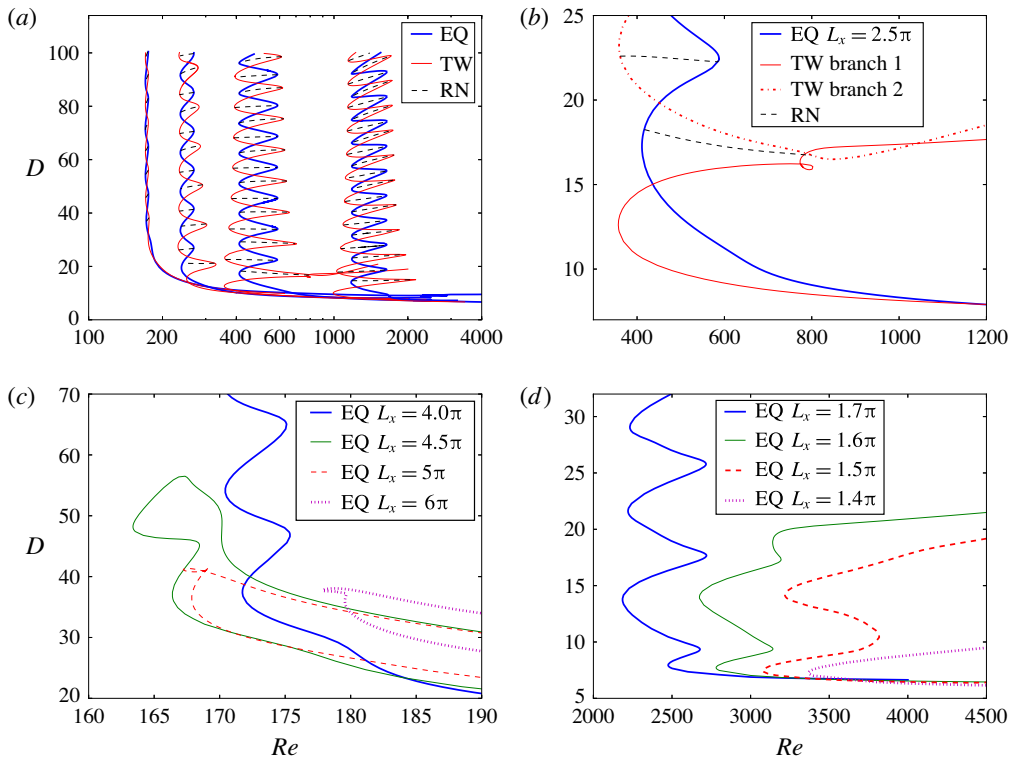 (a)
100
80
60
D
40
20
0
100
200
400
600
1000
2000
4000
EQ
TW
RN
(b)
25
20
15
10
400
600
800
1000
1200
EQ Lₓ = 2.5π
TW branch 1
TW branch 2
RN
(c)
70
60
50
D
40
30
20
160
165
170
175
180
185
190
Re
EQ Lₓ = 4.0π
EQ Lₓ = 4.5π
EQ Lₓ = 5π
EQ Lₓ = 6π
(d)
30
25
20
15
10
5
2000
2500
3000
3500
4000
4500
Re
EQ Lₓ = 1.7π
EQ Lₓ = 1.6π
EQ Lₓ = 1.5π
EQ Lₓ = 1.4π